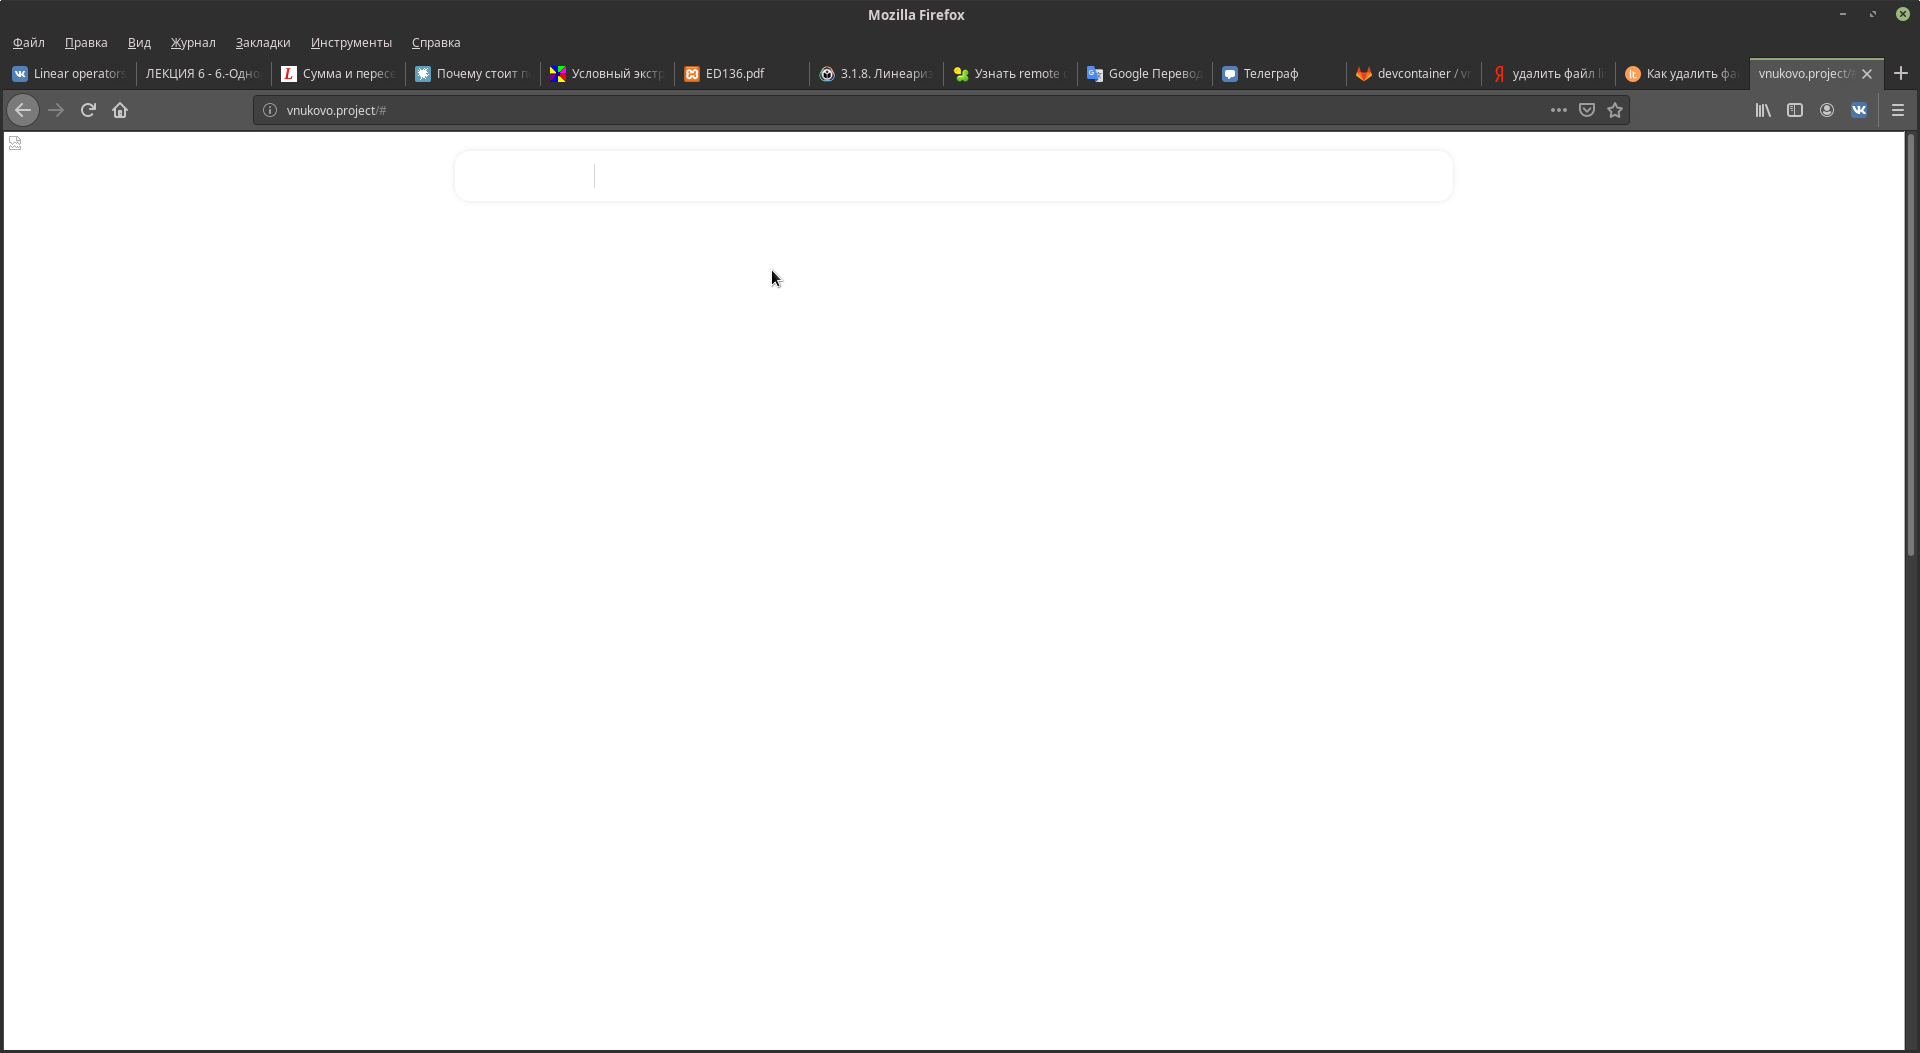 Mozilla Firefox
Файл Правка Вид Журнал Закладки Инструменты Справка
Linear operators ЛЕКЦИЯ 6 - 6.-Одно Сумма и пересе Почему стоит Условный экстр ED136.pdf 3.1.8. Линеариз Узнать remote Google Перевод Телеграф devcontainer / удалить файл Как удалить фа vnukovo.project/
vnukovo.project/#